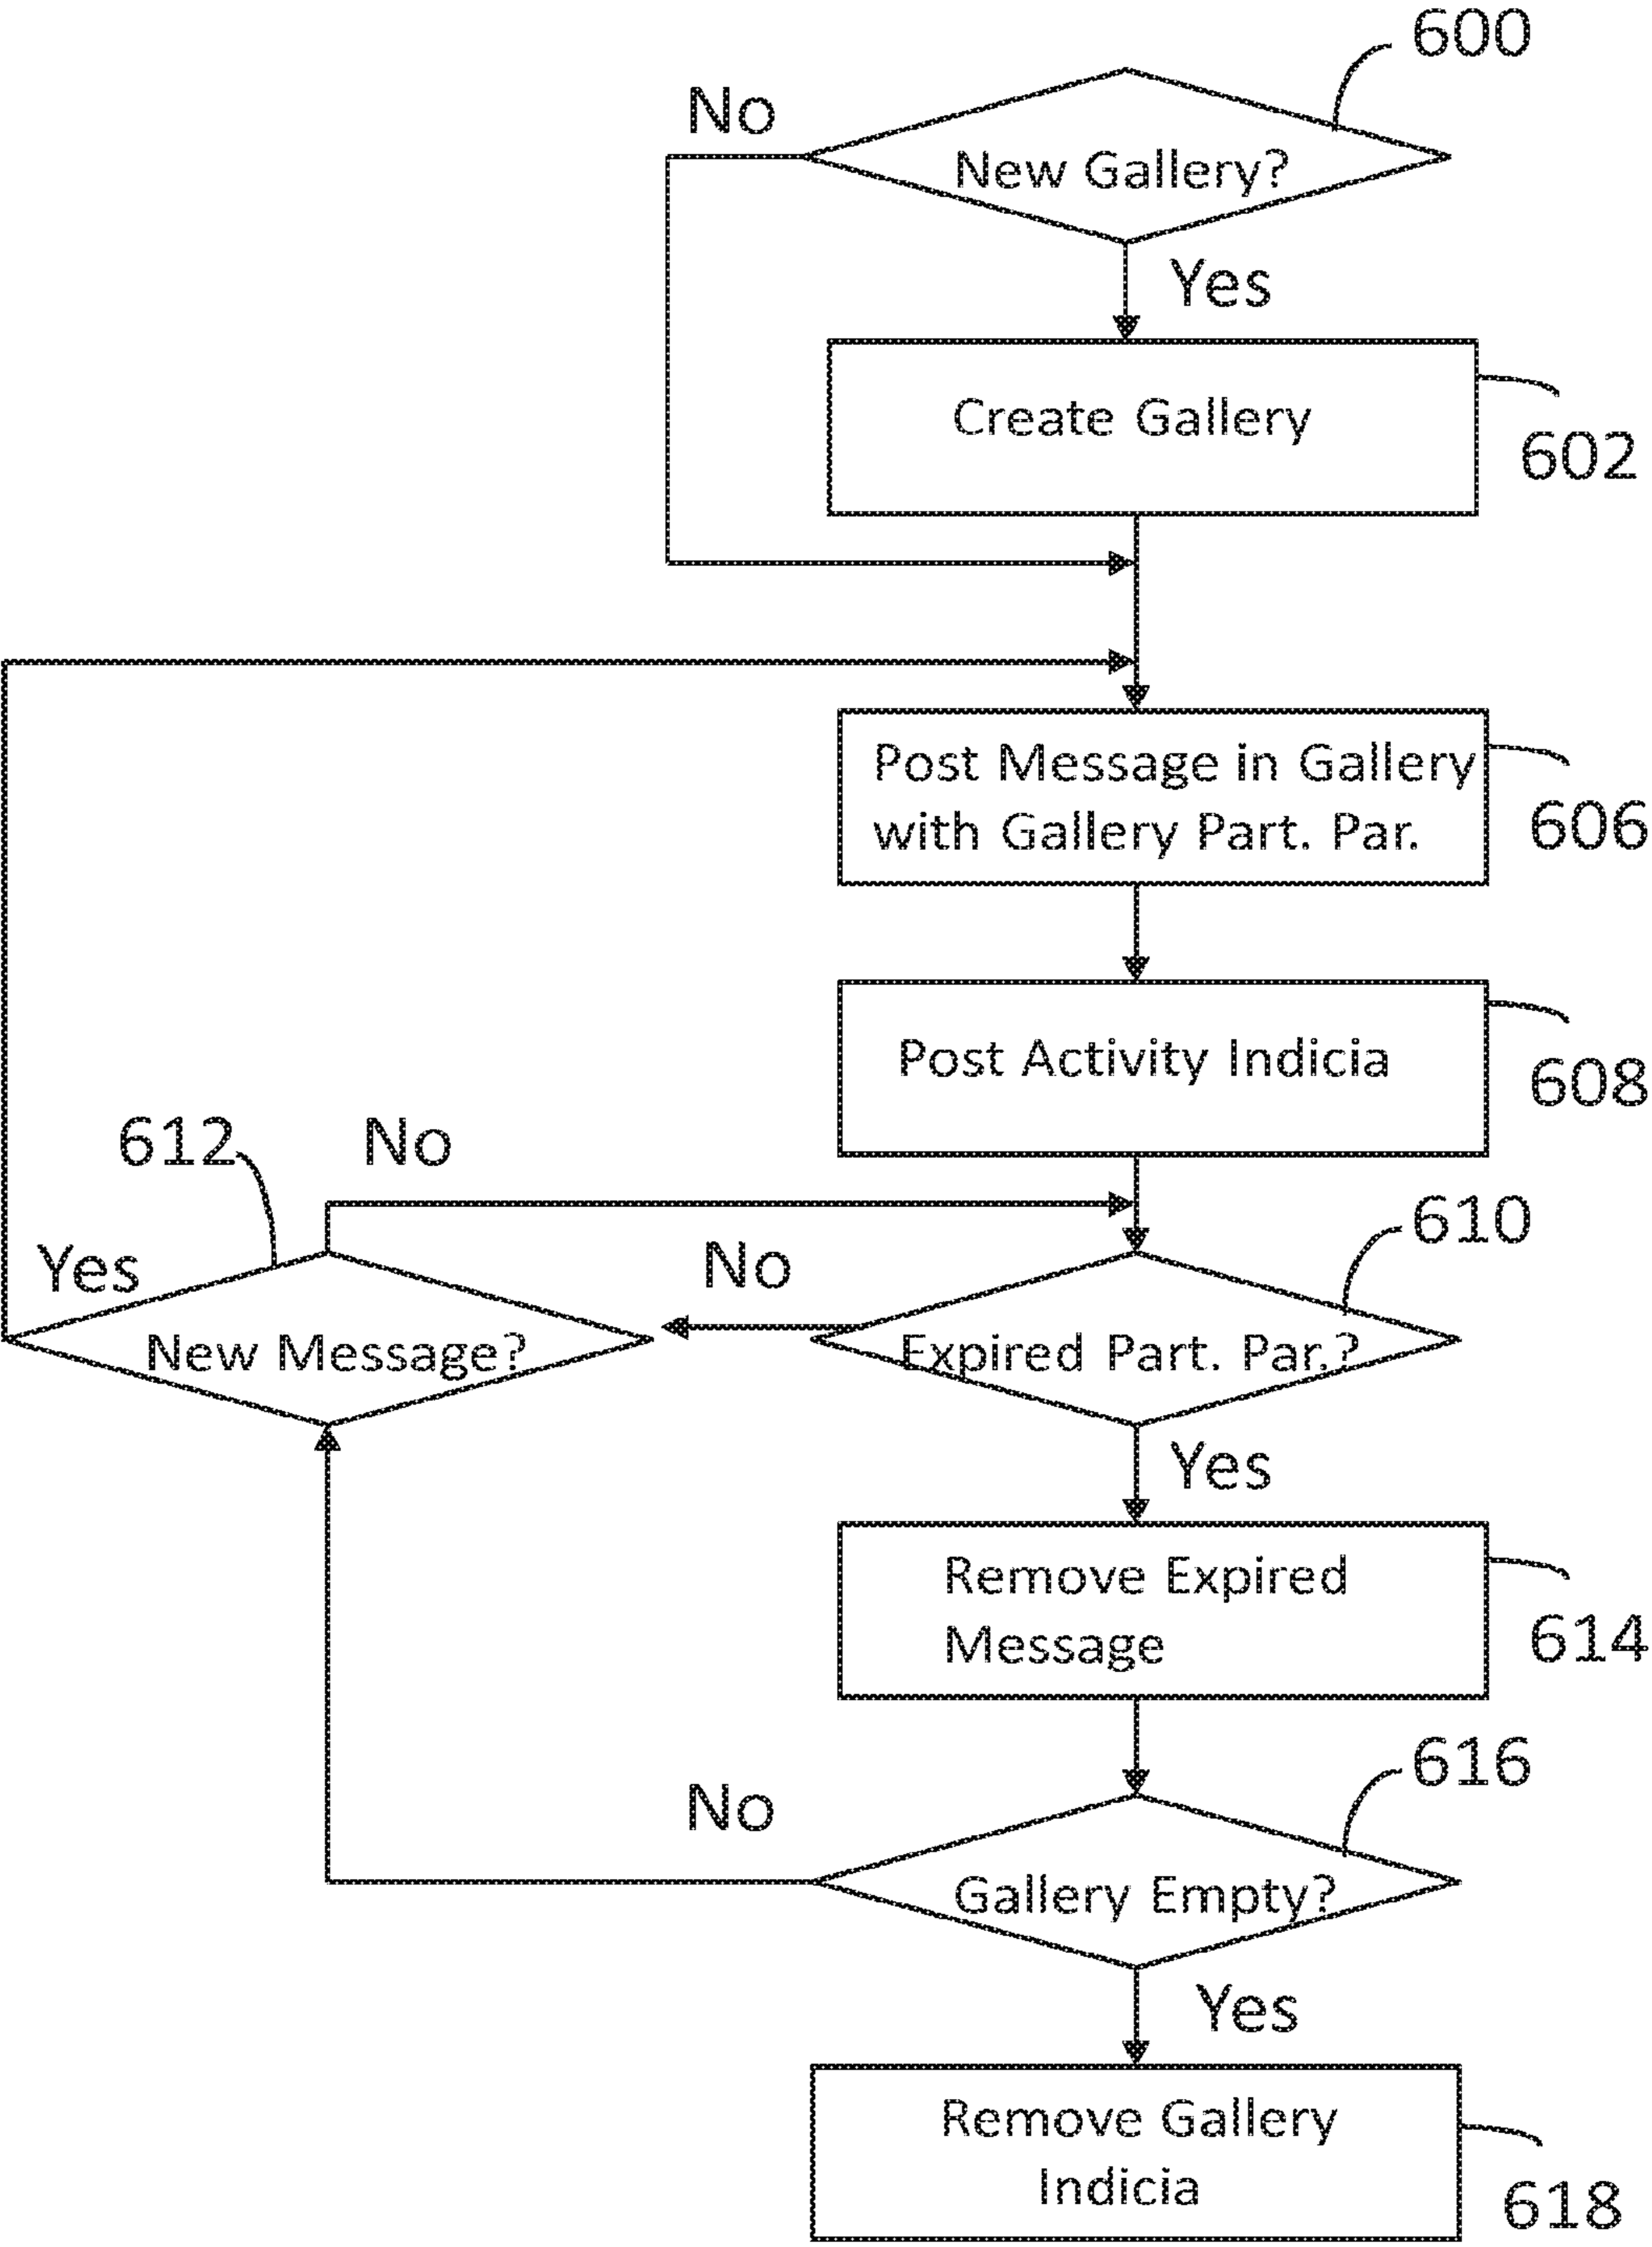 600
No
New Gallery?
Yes
Create Gallery
602
Post Message in Gallery
with Gallery Part. Par.
606
Post Activity Indicia
608
612
No
610
Yes
No
New Message?
Expired Part. Par.?
Yes
Remove Expired
Message
614
616
No
Gallery Empty?
Yes
Remove Gallery
Indicia
618